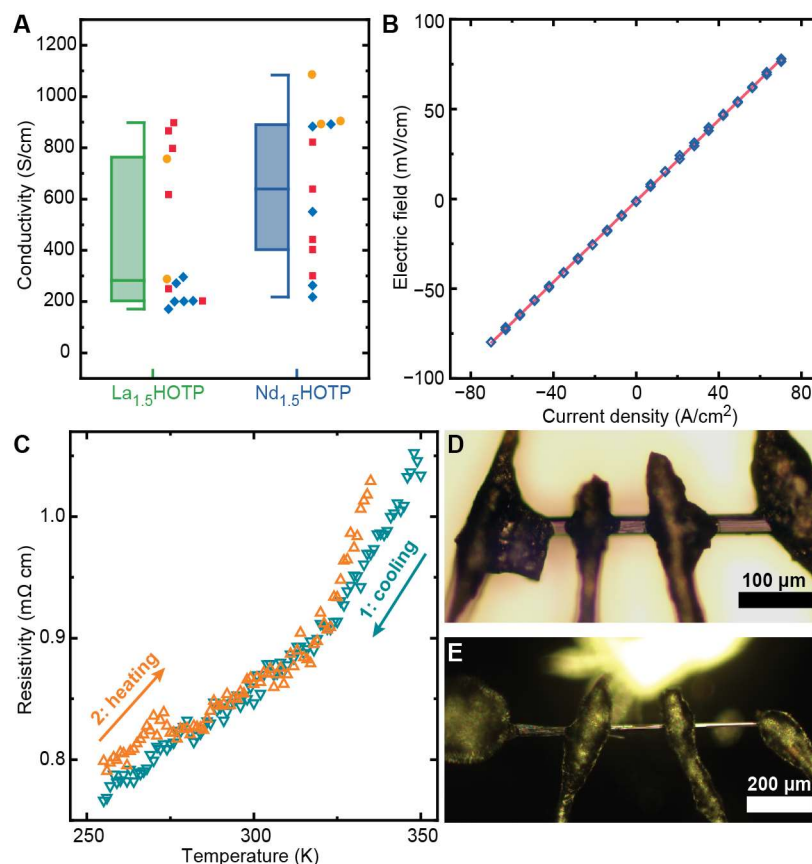 A
Conductivity (S/cm)
1200
1000
800
600
400
200
0
La1.5HOTP
Nd1.5HOTP
B
Electric field (mV/cm)
100
50
0
−50
−100
−80
−40
0
40
80
Current density (A/cm2)
C
Resistivity (mΩ cm)
1.0
0.9
0.8
1: cooling
2: heating
250
300
350
Temperature (K)
D
100 µm
E
200 µm